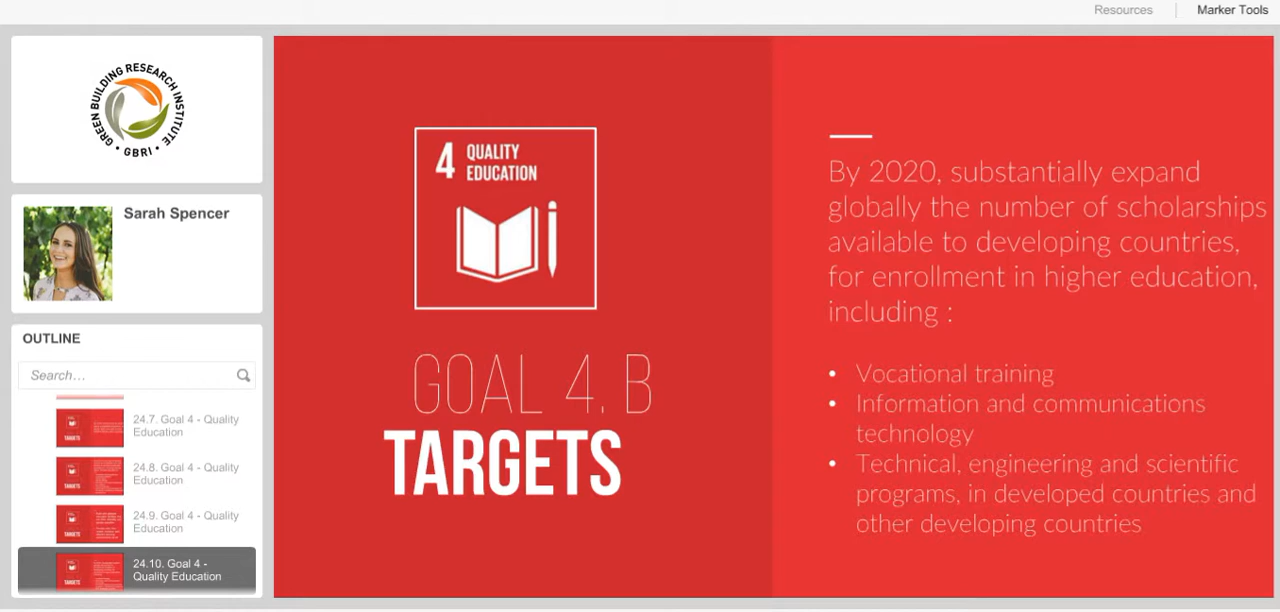 Resources
Marker Tools
GREEN BUILDING RESEARCH INSTITUTE
• GBRI •
Sarah Spencer
OUTLINE
Search...
24.7. Goal 4 - Quality
Education
24.8. Goal 4 - Quality
Education
24.9. Goal 4 - Quality
Education
24.10. Goal 4 -
Quality Education
TARGETS
TARGETS
TARGETS
TARGETS
4 QUALITY
EDUCATION
GOAL 4. B
TARGETS
By 2020, substantially expand
globally the number of scholarships
available to developing countries,
for enrollment in higher education,
including :
• Vocational training
• Information and communications
technology
• Technical, engineering and scientific
programs, in developed countries and
other developing countries